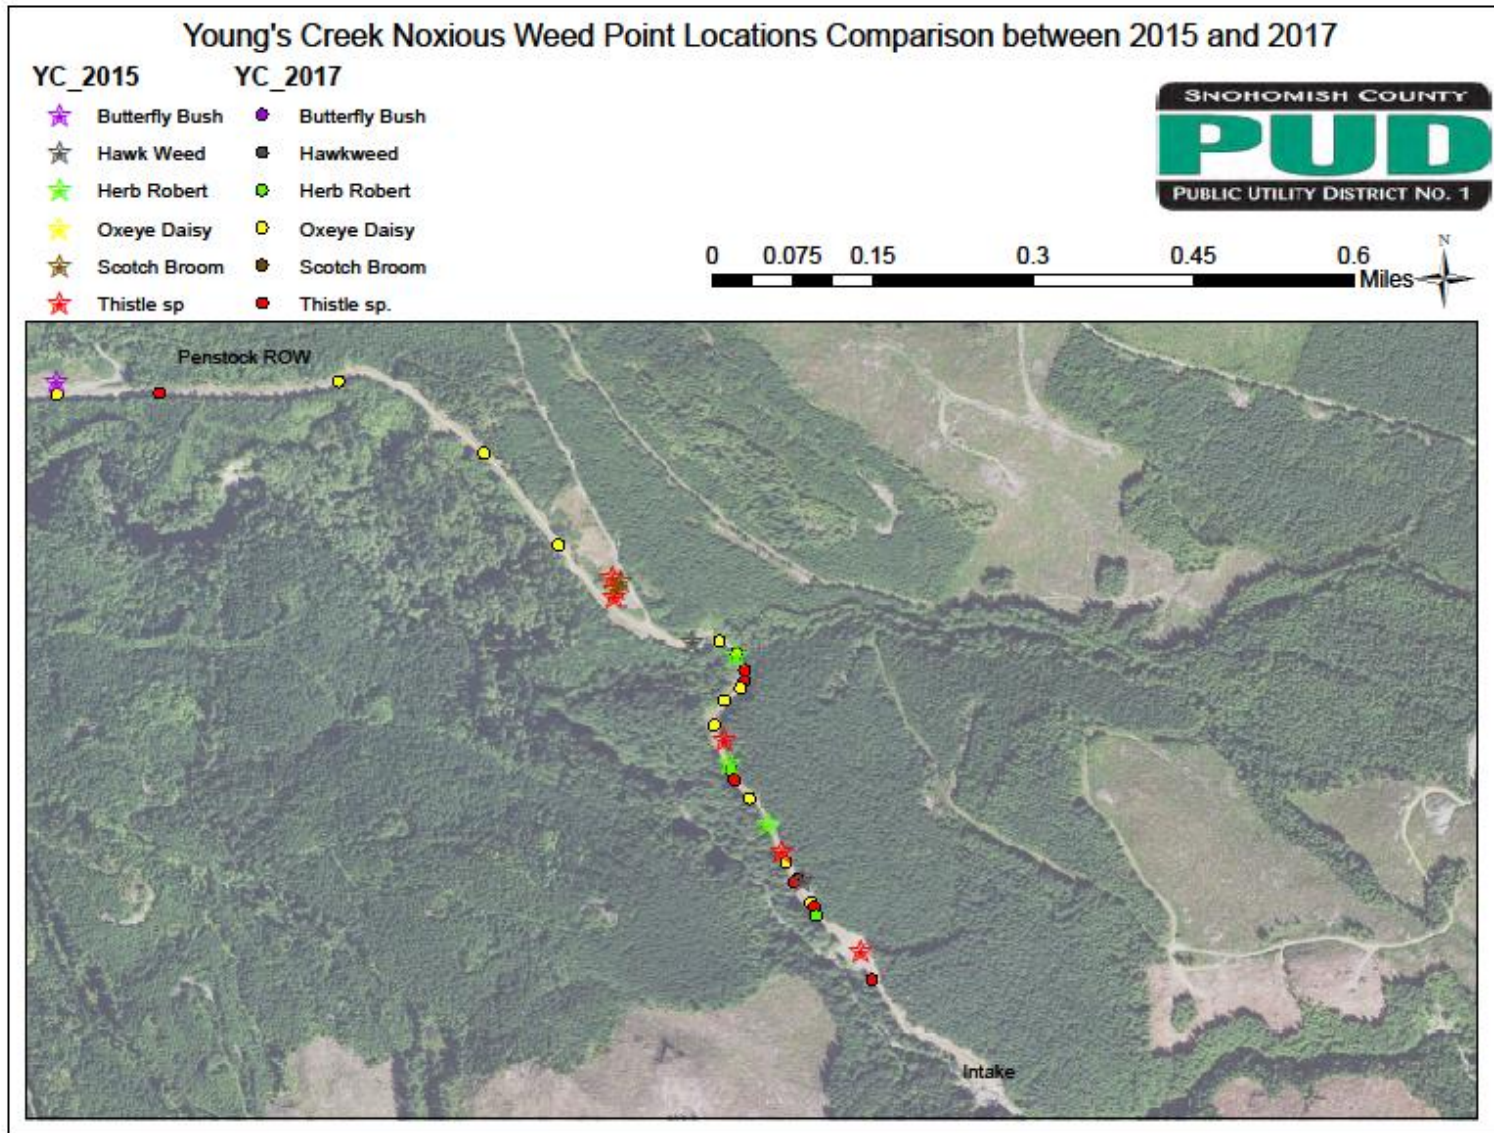 Young's Creek Noxious Weed Point Locations Comparison between 2015 and 2017
YC_2015 YC_2017
Butterfly Bush Butterfly Bush
Hawk Weed Hawkweed
Herb Robert Herb Robert
Oxeye Daisy Oxeye Daisy
Scotch Broom Scotch Broom
Thistle sp Thistle sp.
SNOHOMISH COUNTY
PUD
PUBLIC UTILITY DISTRICT NO. 1
0 0.075 0.15 0.3 0.45 0.6
Miles
N
Penstock ROW
Intake